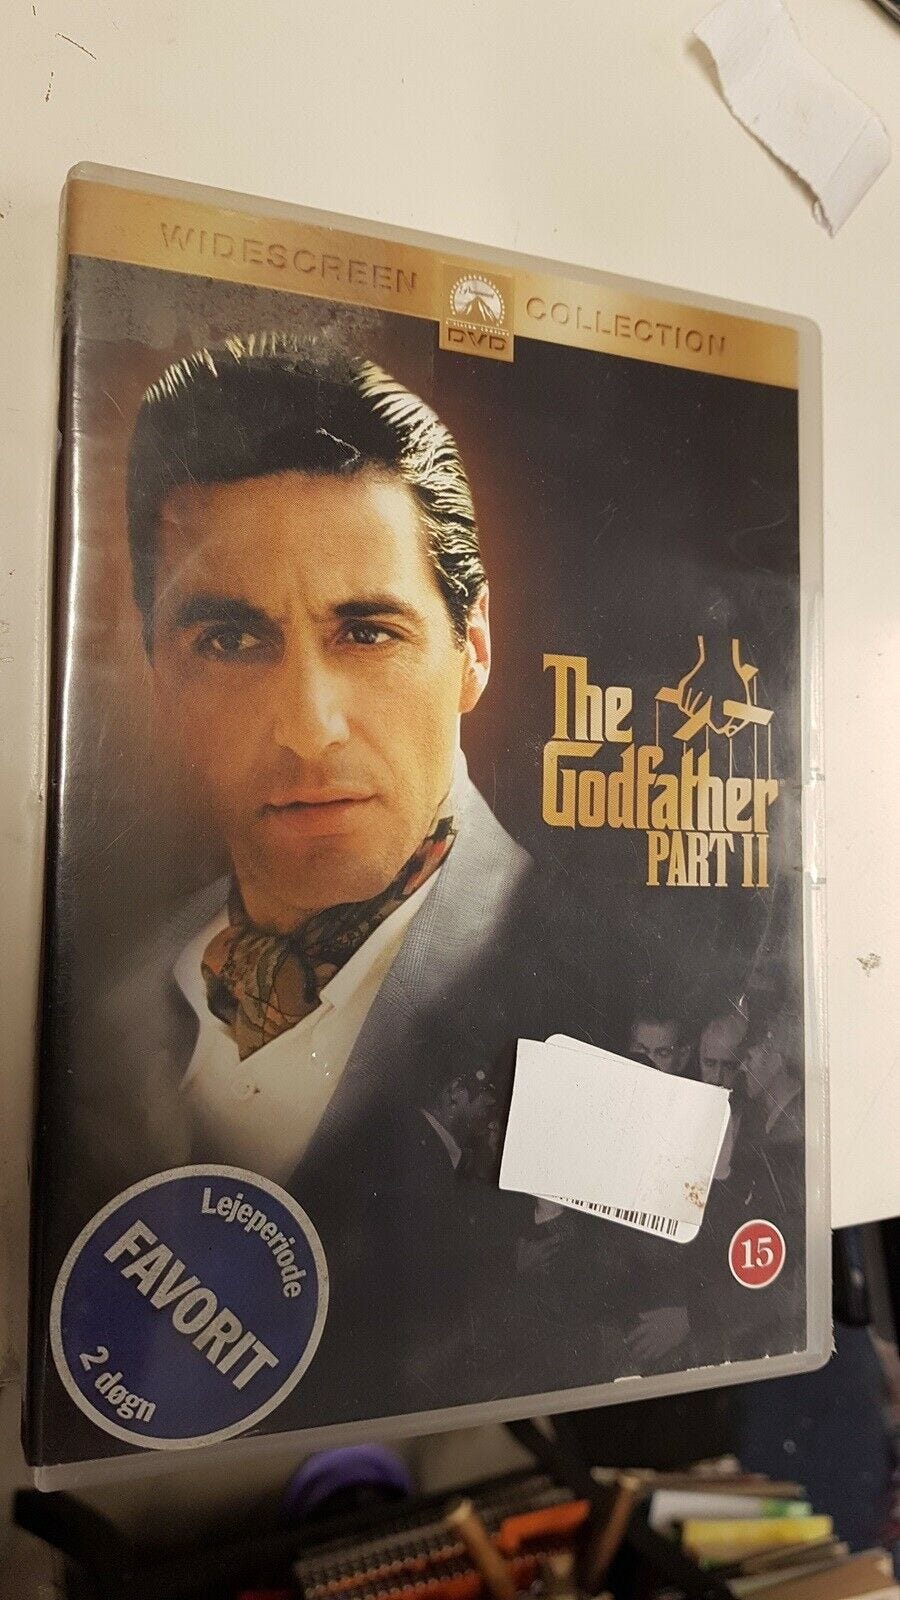 WIDESCREEN
DVD
COLLECTION
The
Godfather
PART II
Lejeperiode
FAVORIT
2 døgn
15